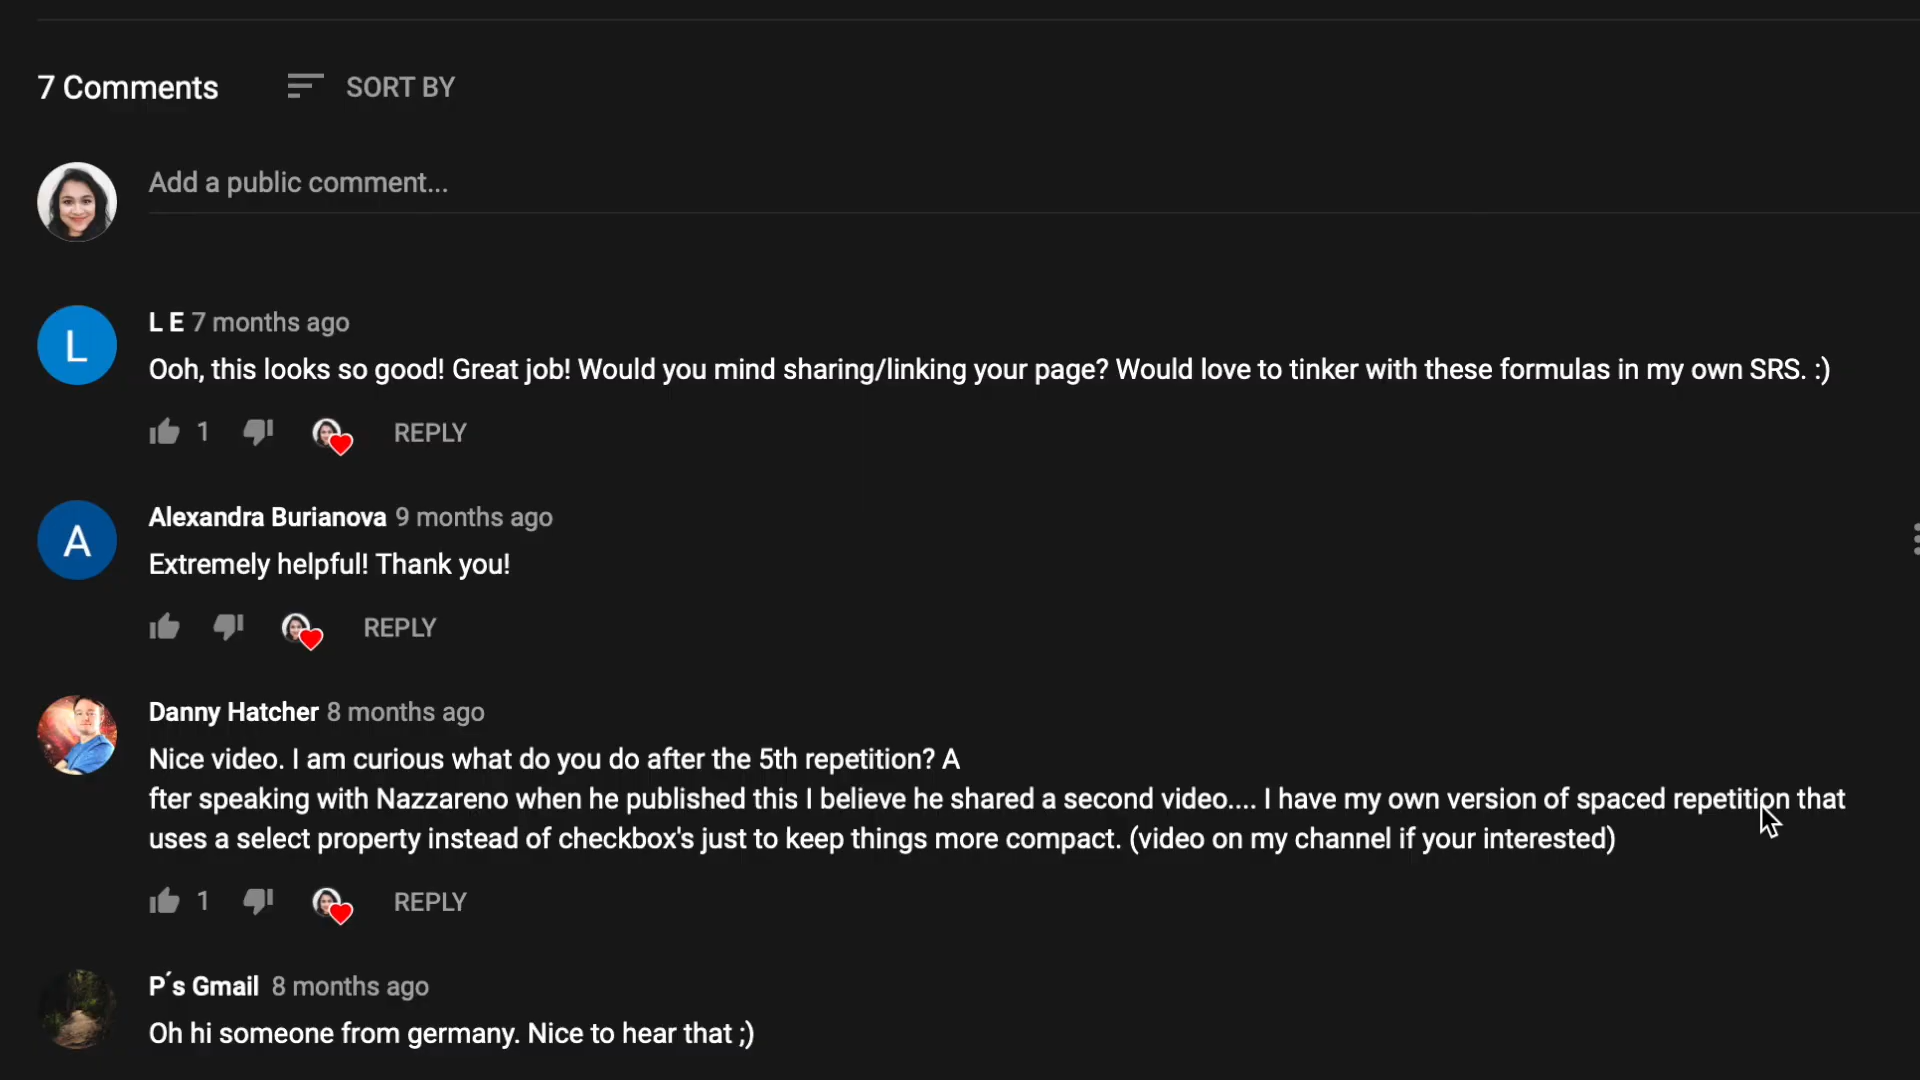 7 Comments SORT BY
Add a public comment...
L
L E 7 months ago
Ooh, this looks so good! Great job! Would you mind sharing/linking your page? Would love to tinker with these formulas in my own SRS. :)
1 REPLY
A
Alexandra Burianova 9 months ago
Extremely helpful! Thank you!
REPLY
Danny Hatcher 8 months ago
Nice video. I am curious what do you do after the 5th repetition? A
fter speaking with Nazzareno when he published this I believe he shared a second video.... I have my own version of spaced repetition that
uses a select property instead of checkbox's just to keep things more compact. (video on my channel if your interested)
1 REPLY
P´s Gmail 8 months ago
Oh hi someone from germany. Nice to hear that ;)